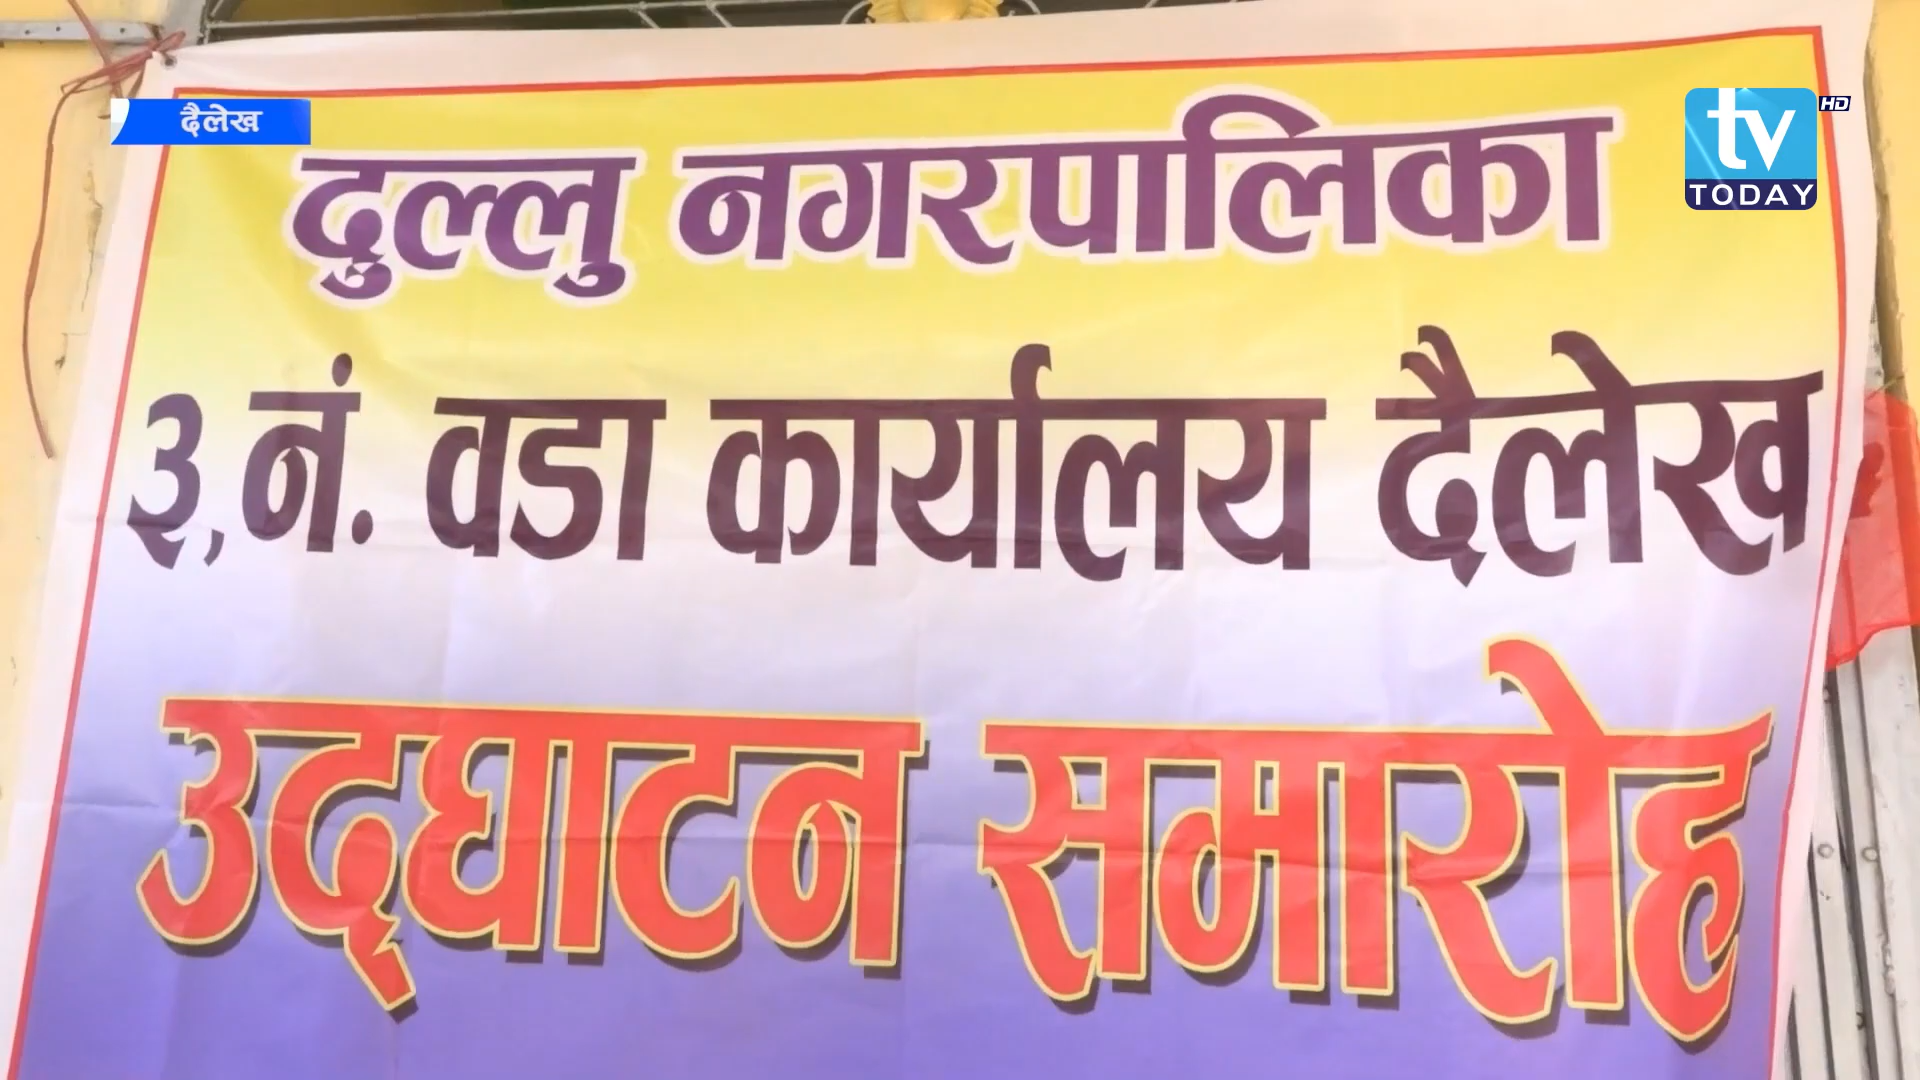 दैलेख
tv HD
TODAY
दुल्लु नगरपालिका
३, नं. वडा कार्यालय दैलेख
उद्‌घाटन समारोह